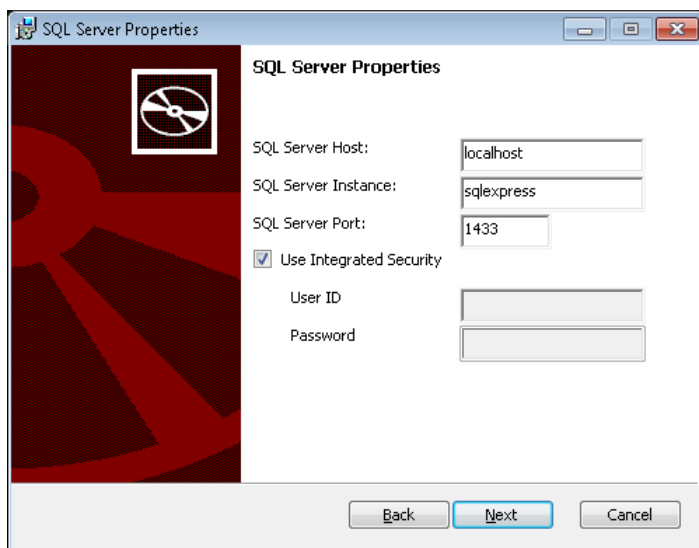 SQL Server Properties
SQL Server Properties
SQL Server Host: localhost
SQL Server Instance: sqlexpress
SQL Server Port: 1433
Use Integrated Security
User ID
Password
Back Next Cancel